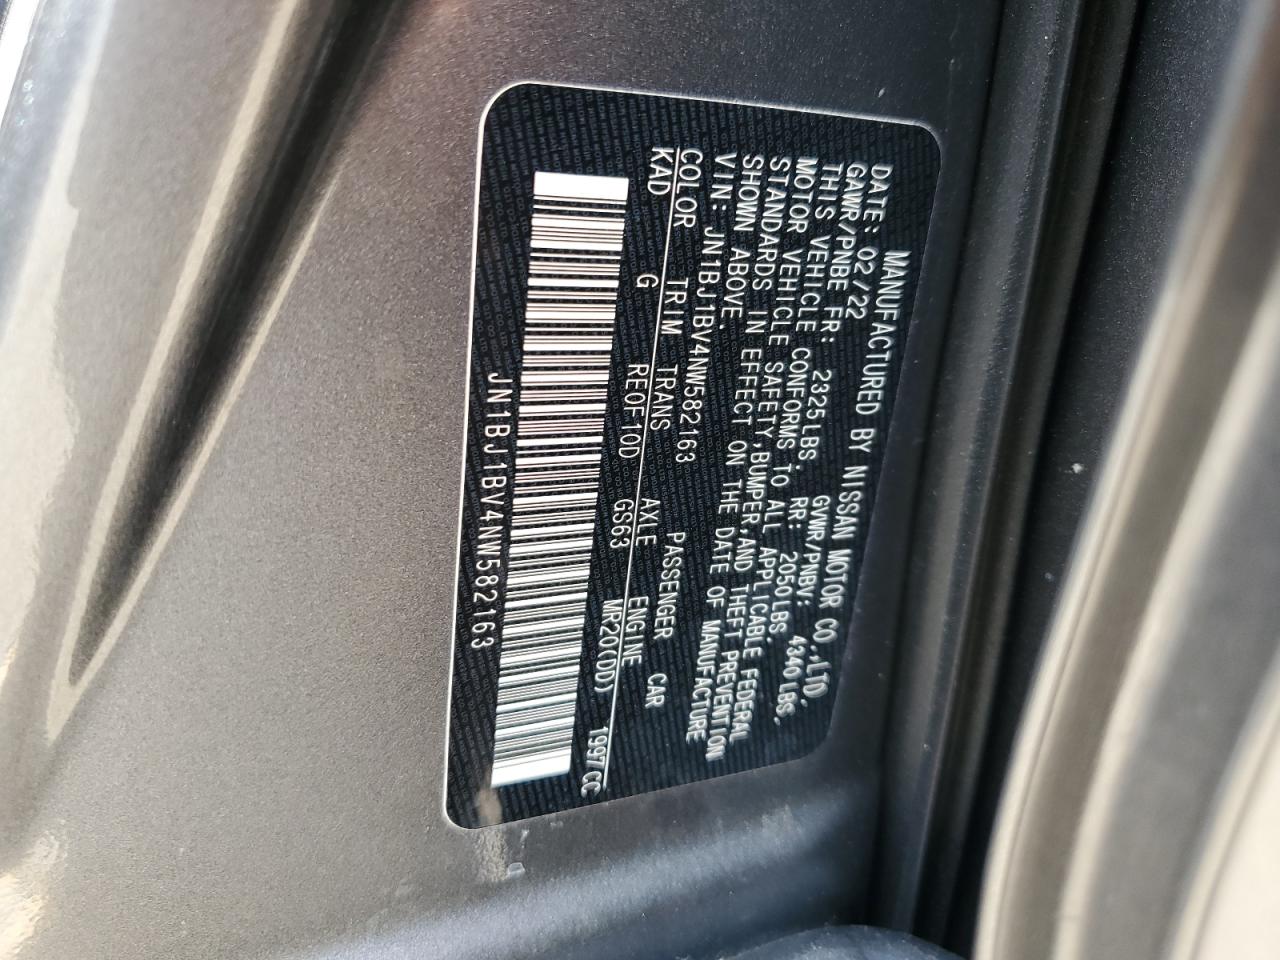 MANUFACTURED BY NISSAN MOTOR CO.,LTD.
DATE: 02/22 GVWR/PNBV: 4340LBS.
GAWR/PNBE FR: 2325LBS. RR: 2050LBS.
THIS VEHICLE CONFORMS TO ALL APPLICABLE FEDERAL
MOTOR VEHICLE SAFETY,BUMPER,AND THEFT PREVENTION
STANDARDS IN EFFECT ON THE DATE OF MANUFACTURE
SHOWN ABOVE.
VIN: JN1BJ1BV4NW582163 PASSENGER CAR
COLOR TRIM TRANS AXLE ENGINE
KAD G RE0F10D GS63 MR20(DD) 1997CC
JN1BJ1BV4NW582163